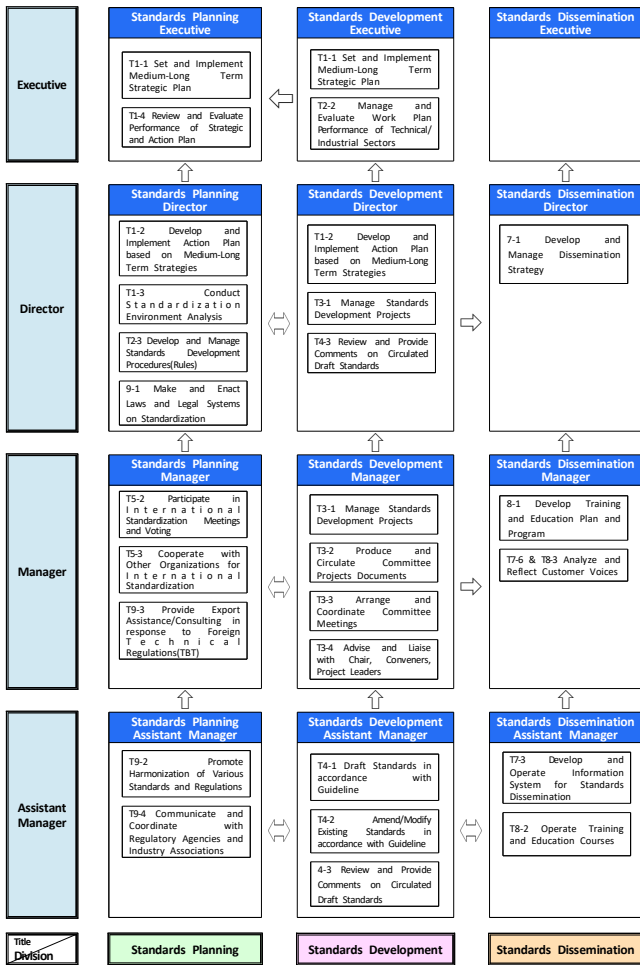 Executive
Standards Planning
Executive
T1-1 Set and Implement
Medium-Long Term
Strategic Plan
T1-4 Review and Evaluate
Performance of Strategic
and Action Plan
Standards Development
Executive
T1-1 Set and Implement
Medium-Long Term
Strategic Plan
T2-2 Manage and
Evaluate Work Plan
Performance of Technical/
Industrial Sectors
Standards Dissemination
Executive
Director
Standards Planning
Director
T1-2 Develop and
Implement Action Plan
based on Medium-Long
Term Strategies
T1-3 Conduct
Standardization
Environment Analysis
T2-3 Develop and Manage
Standards Development
Procedures(Rules)
9-1 Make and Enact
Laws and Legal Systems
on Standardization
Standards Development
Director
T1-2 Develop and
Implement Action Plan
based on Medium-Long
Term Strategies
T3-1 Manage Standards
Development Projects
T4-3 Review and Provide
Comments on Circulated
Draft Standards
Standards Dissemination
Director
7-1 Develop and
Manage Dissemination
Strategy
Manager
Standards Planning
Manager
T5-2 Participate in
International
Standardization Meetings
and Voting
T5-3 Cooperate with
Other Organizations for
International
Standardization
T9-3 Provide Export
Assistance/Consulting in
response to Foreign
Technical
Regulations(TBT)
Standards Development
Manager
T3-1 Manage Standards
Development Projects
T3-2 Produce and
Circulate Committee
Projects Documents
T3-3 Arrange and
Coordinate Committee
Meetings
T3-4 Advise and Liaise
with Chair, Conveners,
Project Leaders
Standards Dissemination
Manager
8-1 Develop Training
and Education Plan and
Program
T7-6 & T8-3 Analyze and
Reflect Customer Voices
Assistant
Manager
Standards Planning
Assistant Manager
T9-2 Promote
Harmonization of Various
Standards and Regulations
T9-4 Communicate and
Coordinate with
Regulatory Agencies and
Industry Associations
Standards Development
Assistant Manager
T4-1 Draft Standards in
accordance with
Guideline
T4-2 Amend/Modify
Existing Standards in
accordance with Guideline
4-3 Review and Provide
Comments on Circulated
Draft Standards
Standards Dissemination
Assistant Manager
T7-3 Develop and
Operate Information
System for Standards
Dissemination
T8-2 Operate Training
and Education Courses
Title
Division
Standards Planning
Standards Development
Standards Dissemination